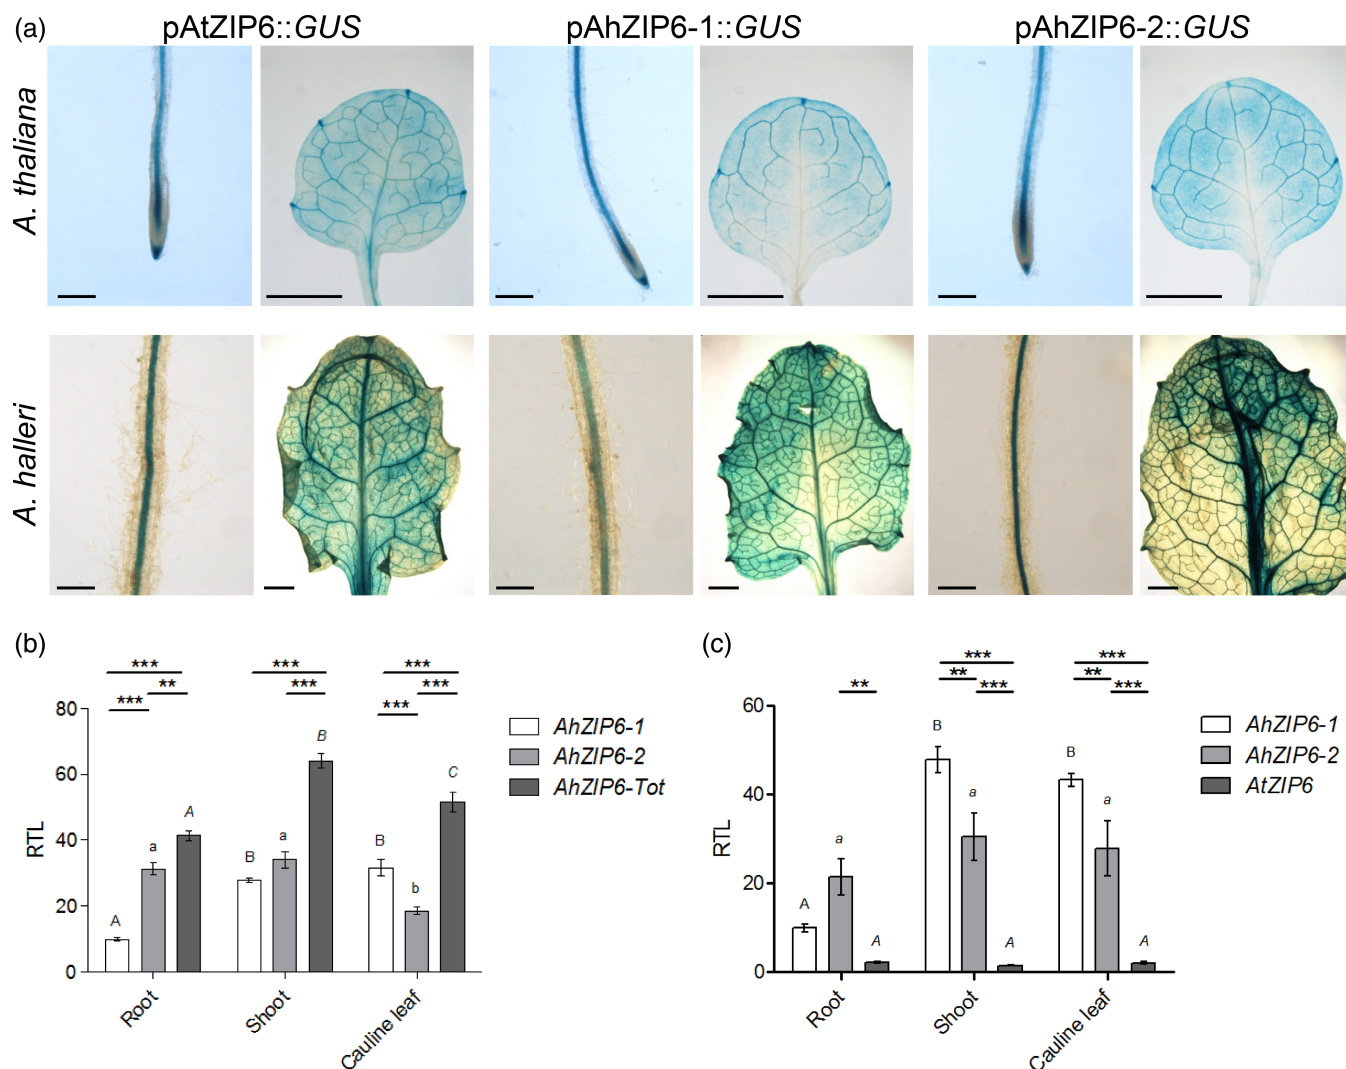 (a)
pAtZIP6::GUS
pAhZIP6-1::GUS
pAhZIP6-2::GUS
A. thaliana
A. halleri
(b)
*** *** ***
** *** ***
*** ***
80
60
40
20
0
RTL
A a A
B a B
B b C
Root
Shoot
Cauline leaf
AhZIP6-1
AhZIP6-2
AhZIP6-Tot
(c)
*** ***
** ** **
*** ***
60
40
20
0
RTL
A a A
B a A
B a A
Root
Shoot
Cauline leaf
AhZIP6-1
AhZIP6-2
AtZIP6